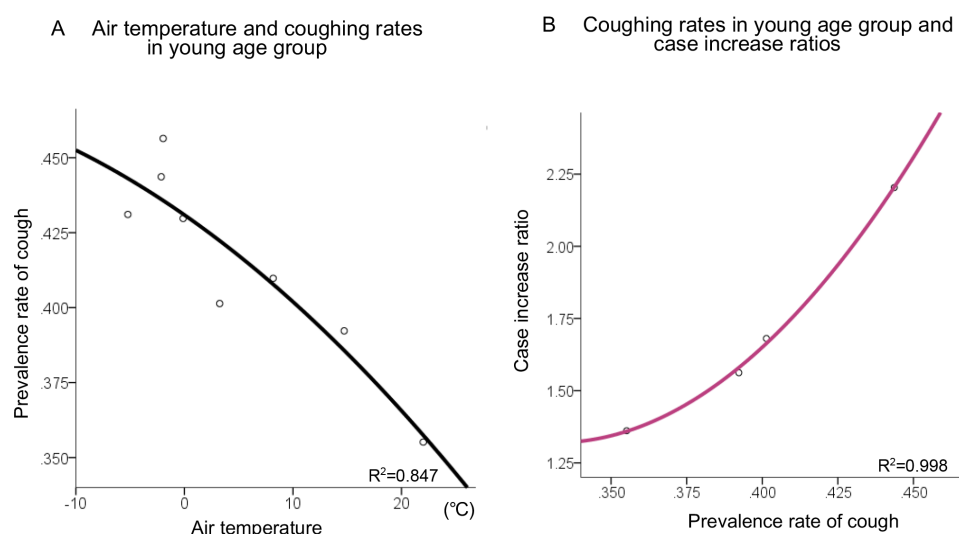 A Air temperature and coughing rates
in young age group
Prevalence rate of cough
.450
.425
.400
.375
.350
R²=0.847
-10 0 10 20 (℃)
Air temperature
B Coughing rates in young age group and
case increase ratios
Case increase ratio
2.25
2.00
1.75
1.50
1.25
R²=0.998
.350 .375 .400 .425 .450
Prevalence rate of cough